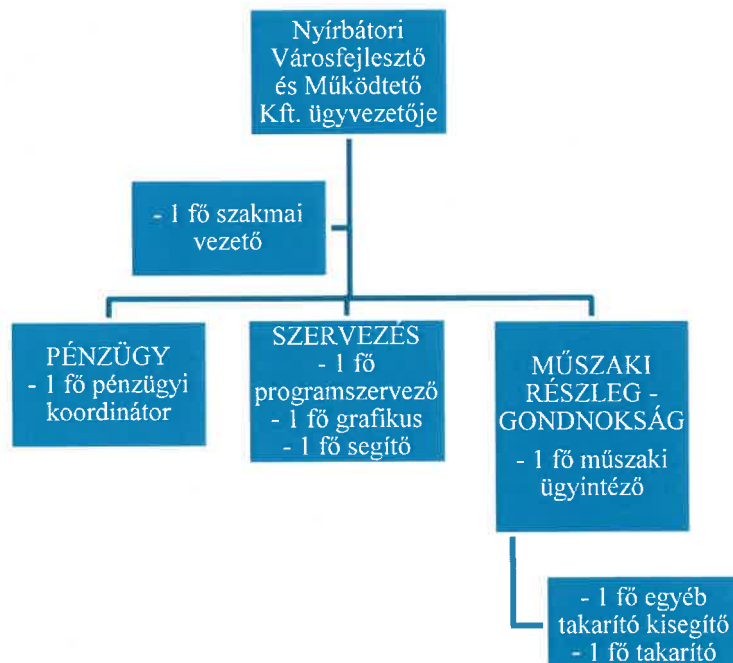 Nyírbátori
Városfejlesztő
és Működtető
Kft. ügyvezetője
- 1 fő szakmai
vezető
PÉNZÜGY
- 1 fő pénzügyi
koordinátor
SZERVEZÉS
- 1 fő
programszervező
- 1 fő grafikus
- 1 fő segítő
MŰSZAKI
RÉSZLEG -
GONDNOKSÁG
- 1 fő műszaki
ügyintéző
- 1 fő egyéb
takarító kisegítő
- 1 fő takarító